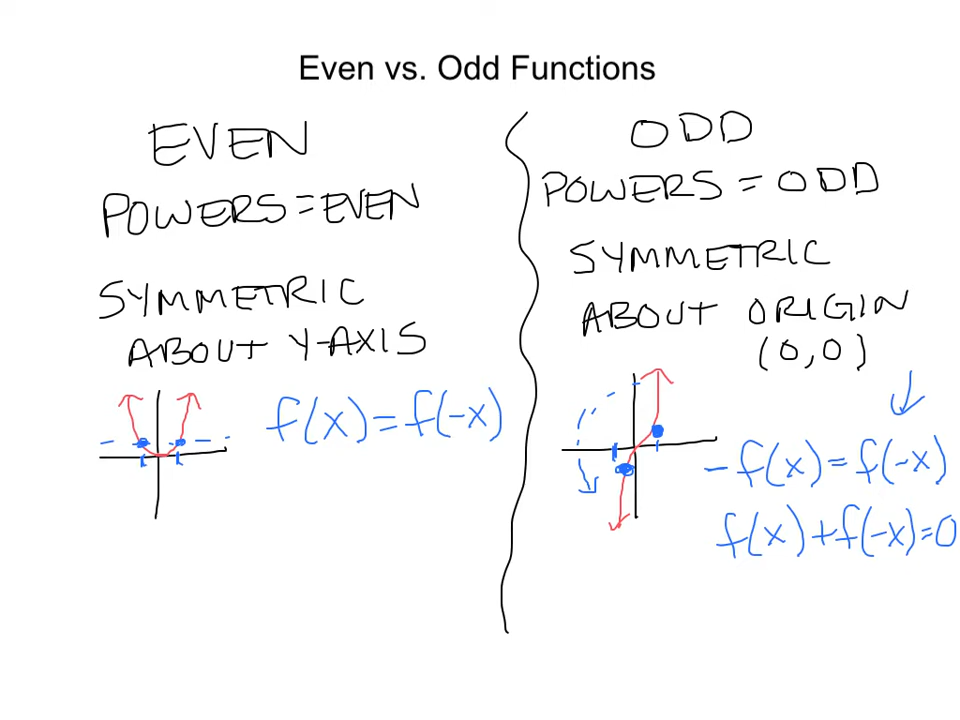 Even vs. Odd Functions
EVEN
POWERS=EVEN
SYMMETRIC
ABOUT Y-AXIS
f(x)=f(-x)
ODD
POWERS = ODD
SYMMETRIC
ABOUT ORIGIN
(0,0)
-f(x)=f(-x)
f(x)+f(-x)=0